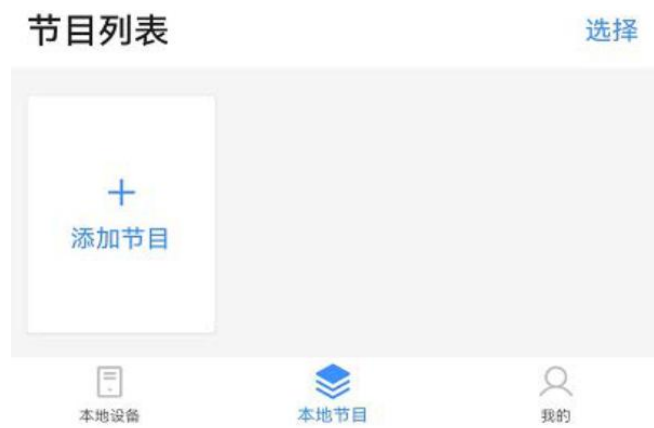 节目列表 选择
添加节目
本地设备 本地节目 我的